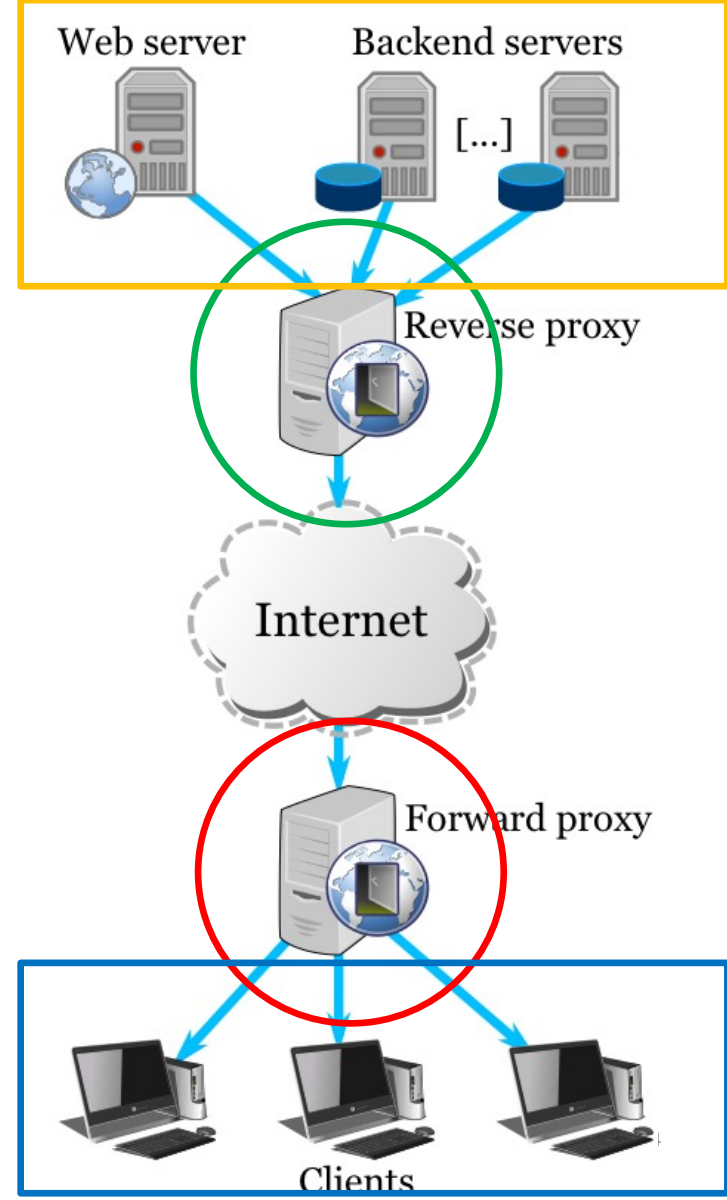 Web server
Backend servers
[...]
Reverse proxy
Internet
Forward proxy
Clients